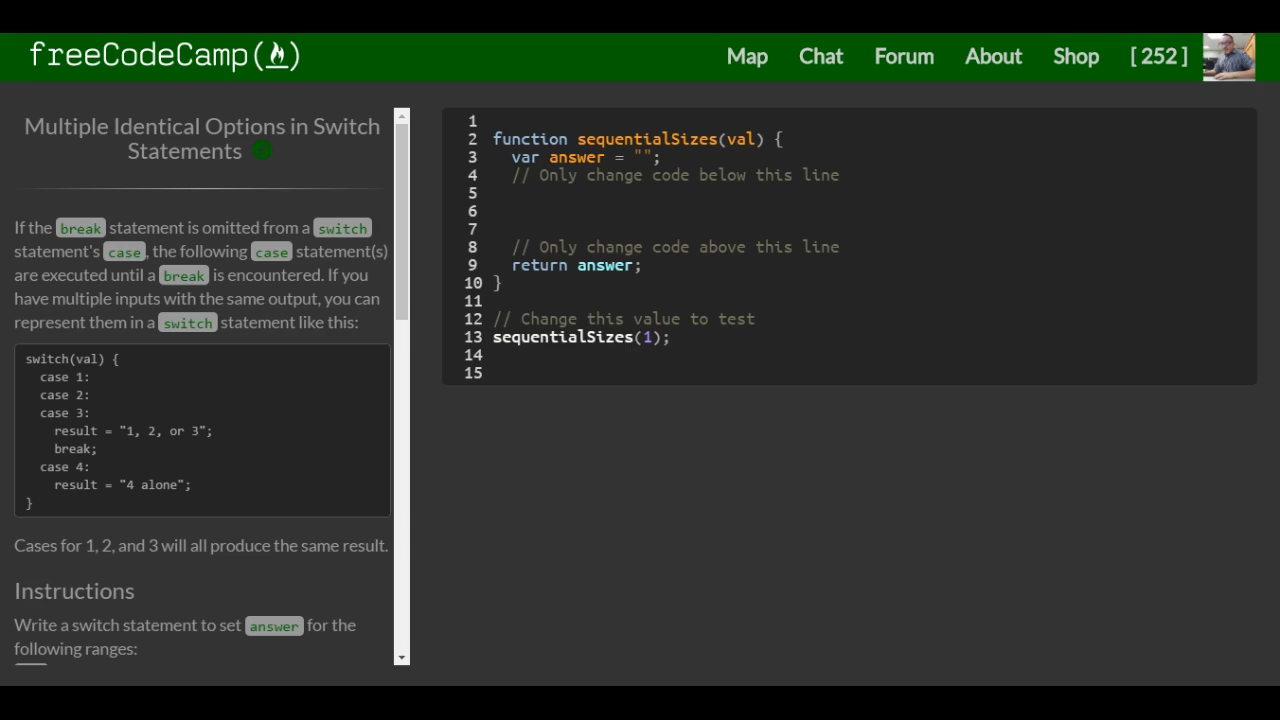 freeCodeCamp(🔥)
Map Chat Forum About Shop [ 252 ]
Multiple Identical Options in Switch
Statements
If the break statement is omitted from a switch
statement's case, the following case statement(s)
are executed until a break is encountered. If you
have multiple inputs with the same output, you can
represent them in a switch statement like this:
switch(val) {
  case 1:
  case 2:
  case 3:
    result = "1, 2, or 3";
    break;
  case 4:
    result = "4 alone";
}
Cases for 1, 2, and 3 will all produce the same result.
Instructions
Write a switch statement to set answer for the
following ranges:
1
2 function sequentialSizes(val) {
3   var answer = "";
4   // Only change code below this line
5
6
7
8   // Only change code above this line
9   return answer;
10 }
11
12 // Change this value to test
13 sequentialSizes(1);
14
15